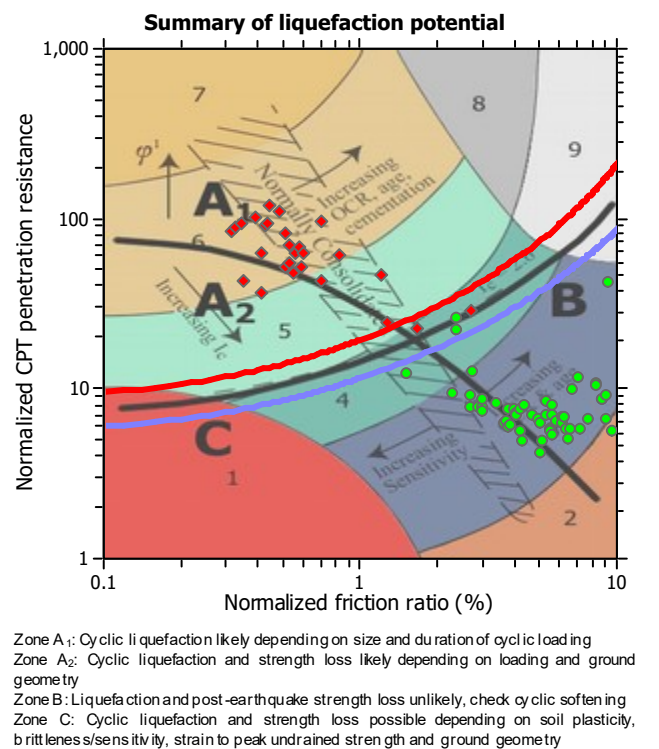 Summary of liquefaction potential
1,000
7
8
φ¹
9
Normally Consolidated
Increasing
OCR, age,
cementation
Normalized CPT penetration resistance
A1
100
6
A2
Increasing Ic
B
5
10
4
C
Increasing
Sensitivity
1
2
1
0.1
1
10
Normalized friction ratio (%)
Zone A1: Cyclic liquefaction likely depending on size and duration of cyclic loading
Zone A2: Cyclic liquefaction and strength loss likely depending on loading and ground
geometry
Zone B: Liquefaction and post-earthquake strength loss unlikely, check cyclic softening
Zone C: Cyclic liquefaction and strength loss possible depending on soil plasticity,
brittleness/sensitivity, strain to peak undrained strength and ground geometry